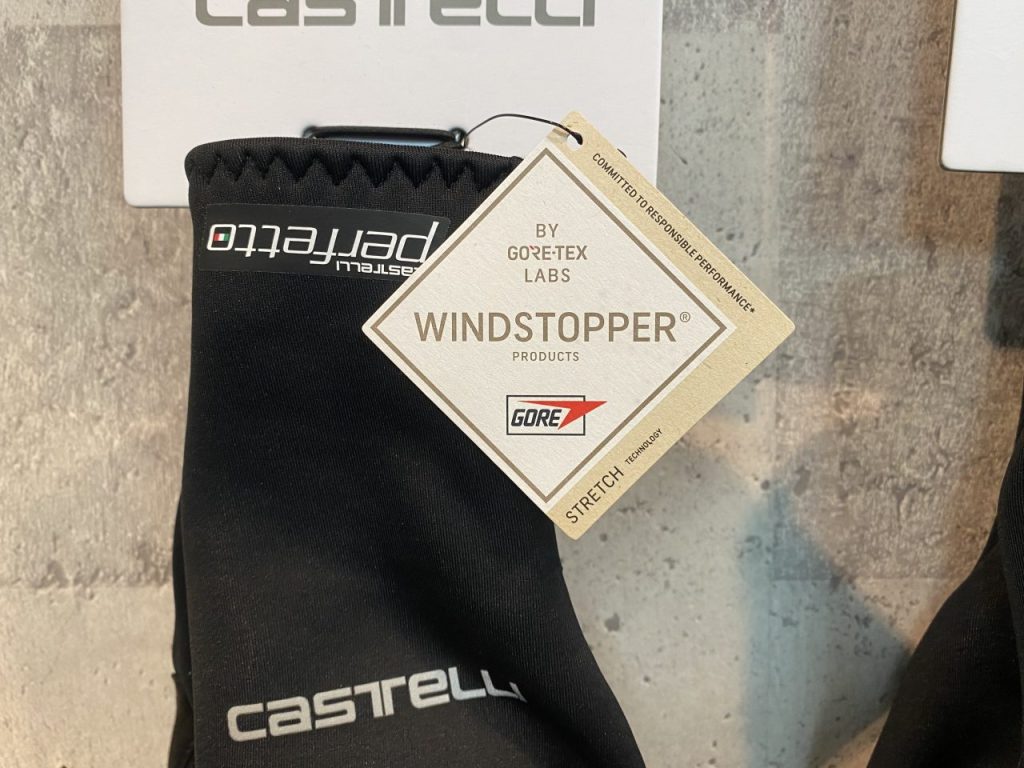 castelli
CASTELLI
perfetto
BY
GORE-TEX
LABS
WINDSTOPPER®
PRODUCTS
GORE
COMMITTED TO RESPONSIBLE PERFORMANCE*
STRETCH TECHNOLOGY
castelli